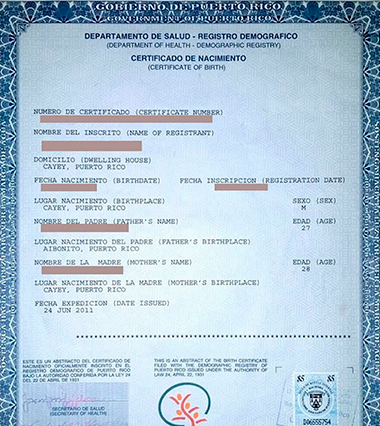 GOBIERNO DE PUERTO RICO
GOVERNMENT OF PUERTO RICO
DEPARTAMENTO DE SALUD - REGISTRO DEMOGRAFICO
(DEPARTMENT OF HEALTH - DEMOGRAPHIC REGISTRY)
CERTIFICADO DE NACIMIENTO
(CERTIFICATE OF BIRTH)
NUMERO DE CERTIFICADO (CERTIFICATE NUMBER)
NOMBRE DEL INSCRITO (NAME OF REGISTRANT)
DOMICILIO (DWELLING HOUSE)
CAYEY, PUERTO RICO
FECHA NACIMIENTO (BIRTHDATE) FECHA INSCRIPCION (REGISTRATION DATE)
LUGAR NACIMIENTO (BIRTHPLACE) SEXO (SEX)
CAYEY, PUERTO RICO M
NOMBRE DEL PADRE (FATHER'S NAME) EDAD (AGE)
27
LUGAR NACIMIENTO DEL PADRE (FATHER'S BIRTHPLACE)
AIBONITO, PUERTO RICO
NOMBRE DE LA MADRE (MOTHER'S NAME) EDAD (AGE)
28
LUGAR NACIMIENTO DE LA MADRE (MOTHER'S BIRTHPLACE)
CAYEY, PUERTO RICO
FECHA EXPEDICION (DATE ISSUED)
24 JUN 2011
ESTE ES UN ABSTRACTO DEL CERTIFICADO DE
NACIMIENTO OFICIALMENTE INSCRITO EN EL
REGISTRO DEMOGRAFICO DE PUERTO RICO
BAJO LA AUTORIDAD CONFERIDA POR LA LEY 24
DEL 22 DE ABRIL DE 1931
THIS IS AN ABSTRACT OF THE BIRTH CERTIFICATE
FILED WITH THE DEMOGRAPHIC REGISTRY OF
PUERTO RICO ISSUED UNDER THE AUTHORITY OF
LAW 24, APRIL 22, 1931
SECRETARIO DE SALUD
(SECRETARY OF HEALTH)
$5 $5
D06555754